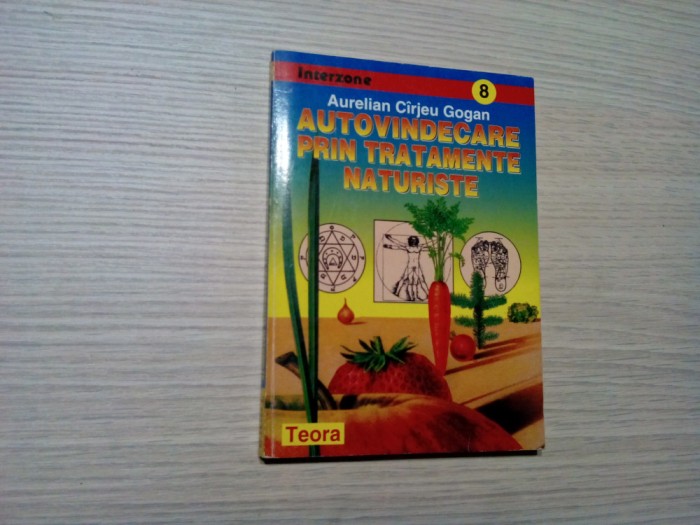 Interzone
8
Aurelian Cîrjeu Gogan
AUTOVINDECARE
PRIN TRATAMENTE
NATURISTE
Teora